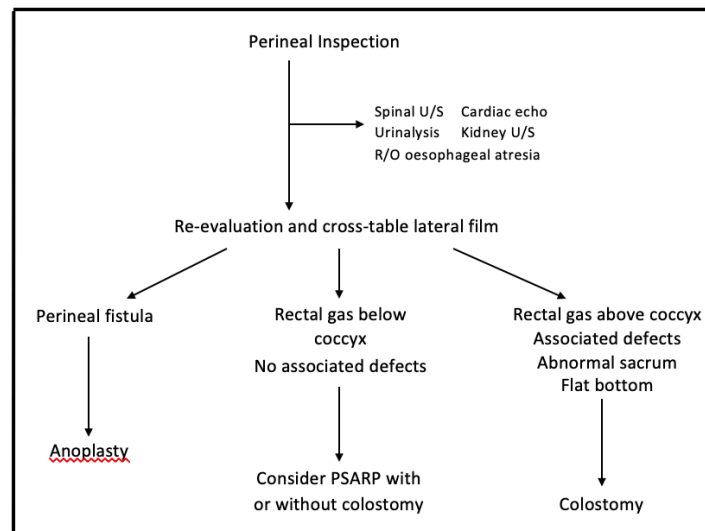 Perineal Inspection
Spinal U/S Cardiac echo
Urinalysis Kidney U/S
R/O oesophageal atresia
Re-evaluation and cross-table lateral film
Perineal fistula
Rectal gas below
coccyx
No associated defects
Rectal gas above coccyx
Associated defects
Abnormal sacrum
Flat bottom
Anoplasty
Consider PSARP with
or without colostomy
Colostomy